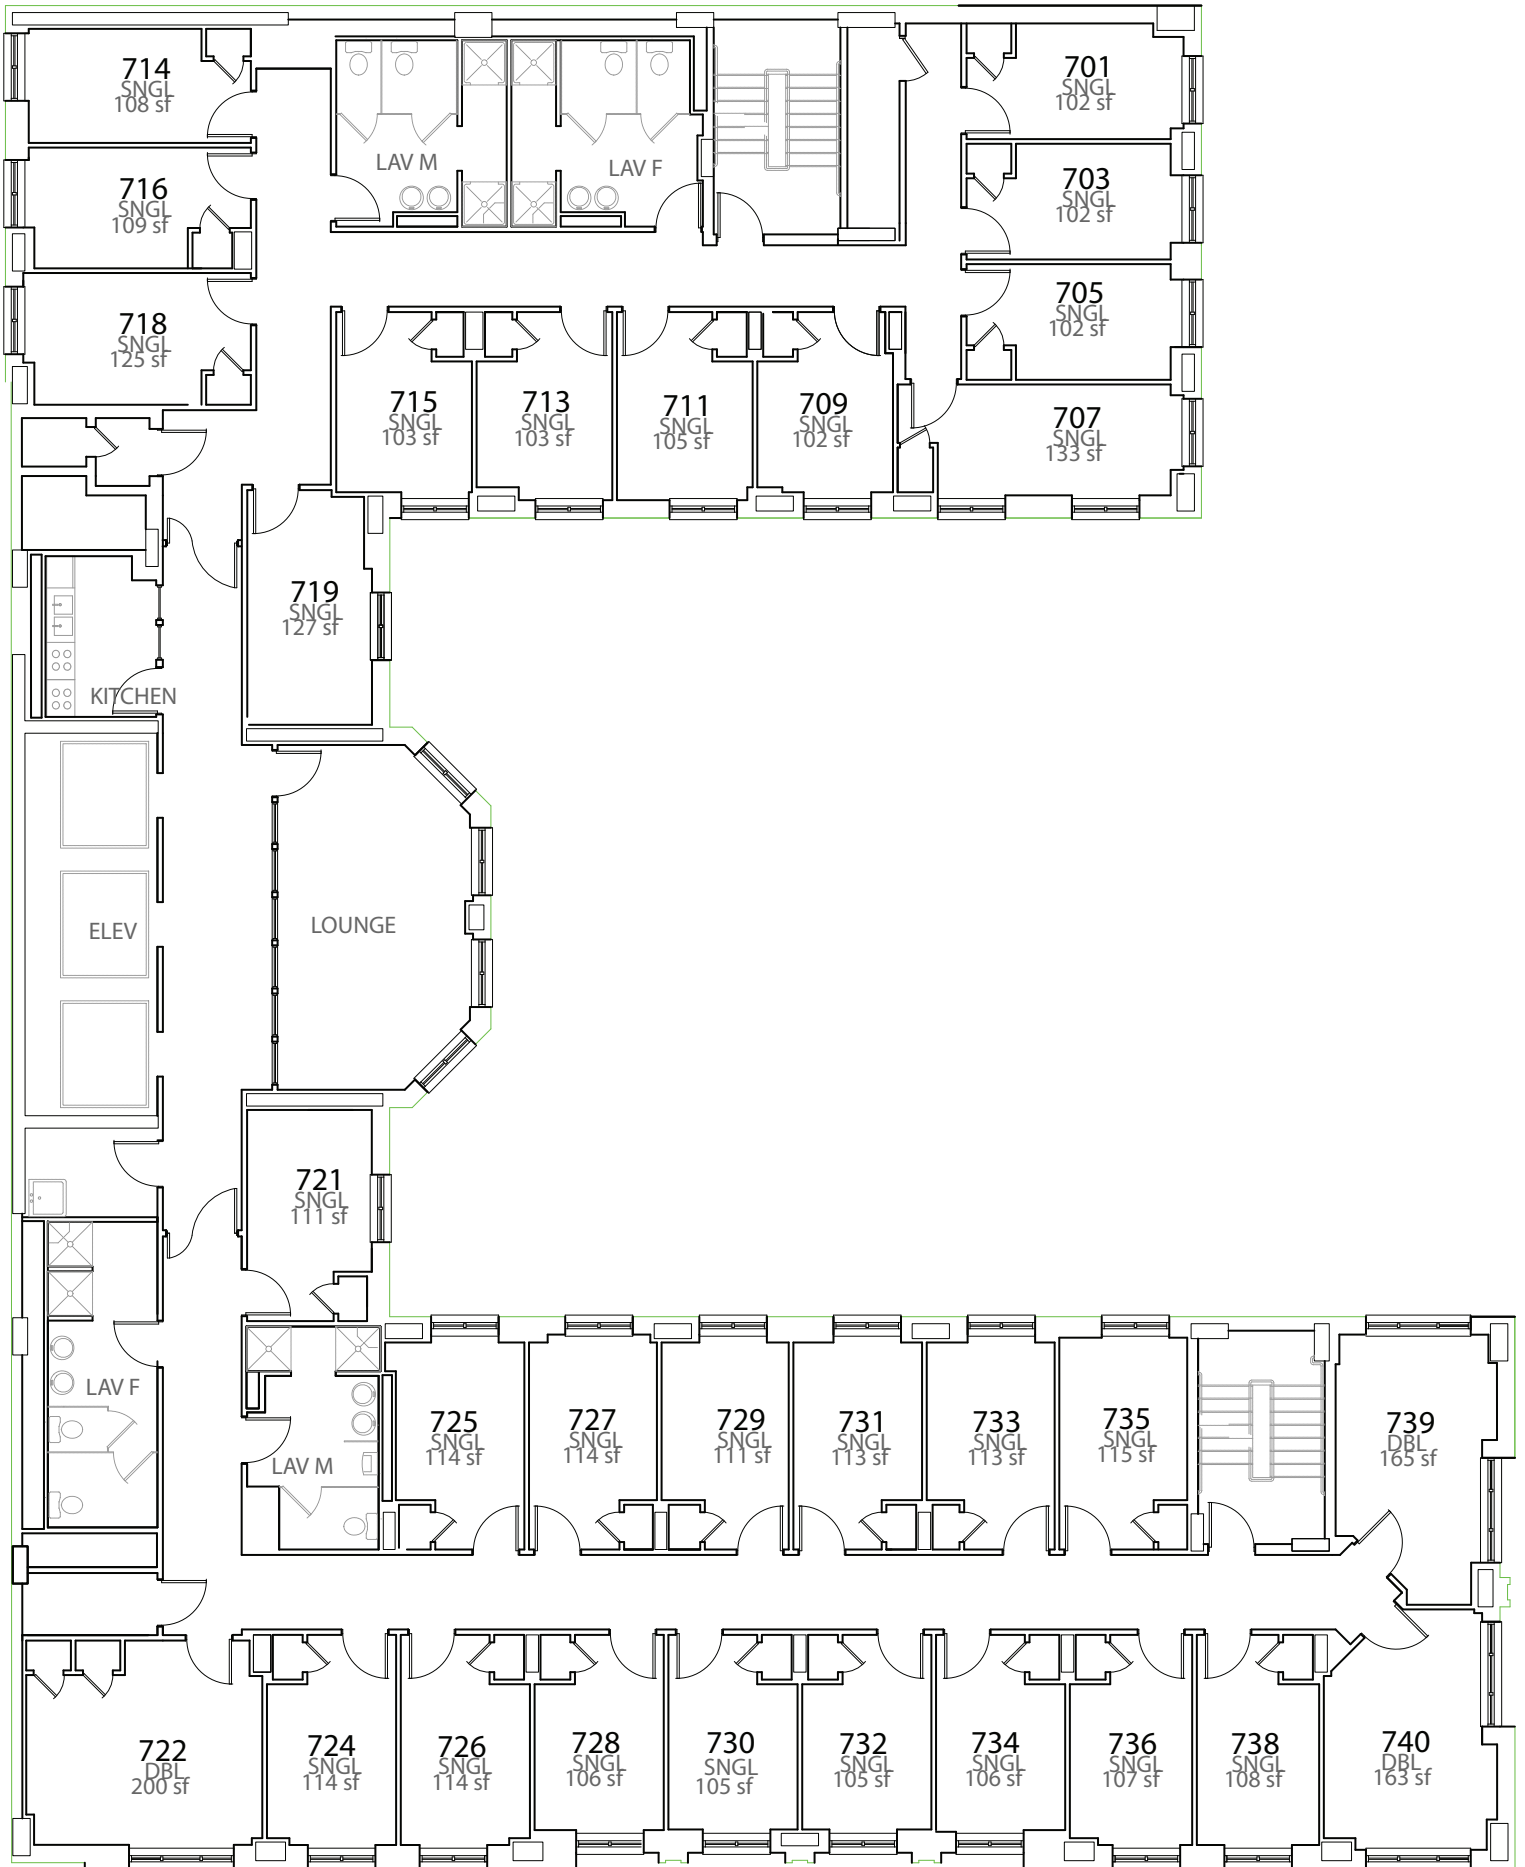 714
SNGL
108 sf
701
SNGL
102 sf
LAV M
LAV F
716
SNGL
109 sf
703
SNGL
102 sf
718
SNGL
125 sf
705
SNGL
102 sf
715
SNGL
103 sf
713
SNGL
103 sf
711
SNGL
105 sf
709
SNGL
102 sf
707
SNGL
133 sf
719
SNGL
127 sf
KITCHEN
ELEV
LOUNGE
721
SNGL
111 sf
LAV F
LAV M
725
SNGL
114 sf
727
SNGL
114 sf
729
SNGL
111 sf
731
SNGL
113 sf
733
SNGL
113 sf
735
SNGL
115 sf
739
DBL
165 sf
722
DBL
200 sf
724
SNGL
114 sf
726
SNGL
114 sf
728
SNGL
106 sf
730
SNGL
105 sf
732
SNGL
105 sf
734
SNGL
106 sf
736
SNGL
107 sf
738
SNGL
108 sf
740
DBL
163 sf